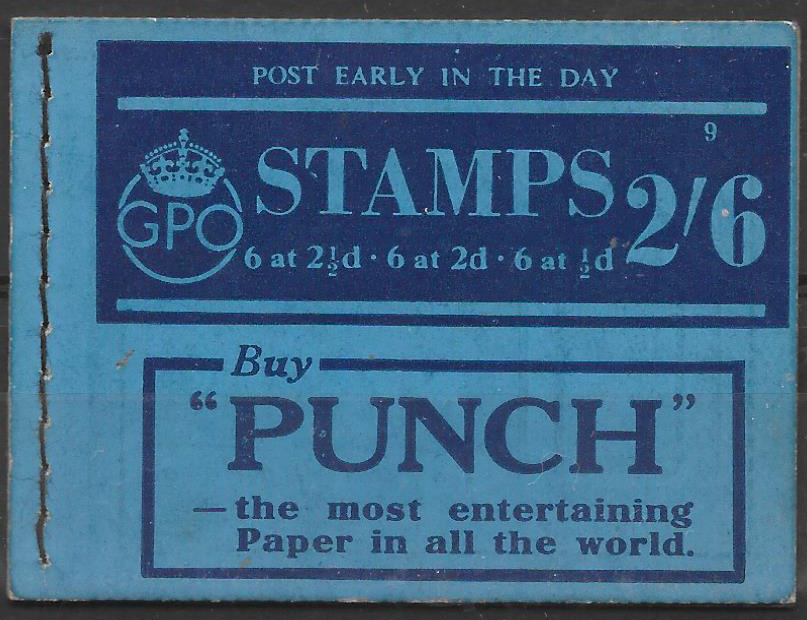 POST EARLY IN THE DAY
9
GPO
STAMPS 2/6
6 at 2½d · 6 at 2d · 6 at ½d
Buy
“PUNCH”
—the most entertaining
Paper in all the world.